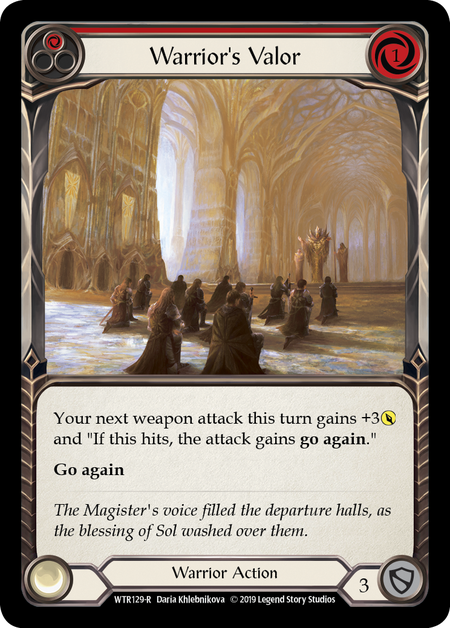 1
Warrior's Valor
Your next weapon attack this turn gains +3
and "If this hits, the attack gains go again."
Go again
The Magister's voice filled the departure halls, as
the blessing of Sol washed over them.
Warrior Action
3
WTR129-R Daria Khlebnikova © 2019 Legend Story Studios